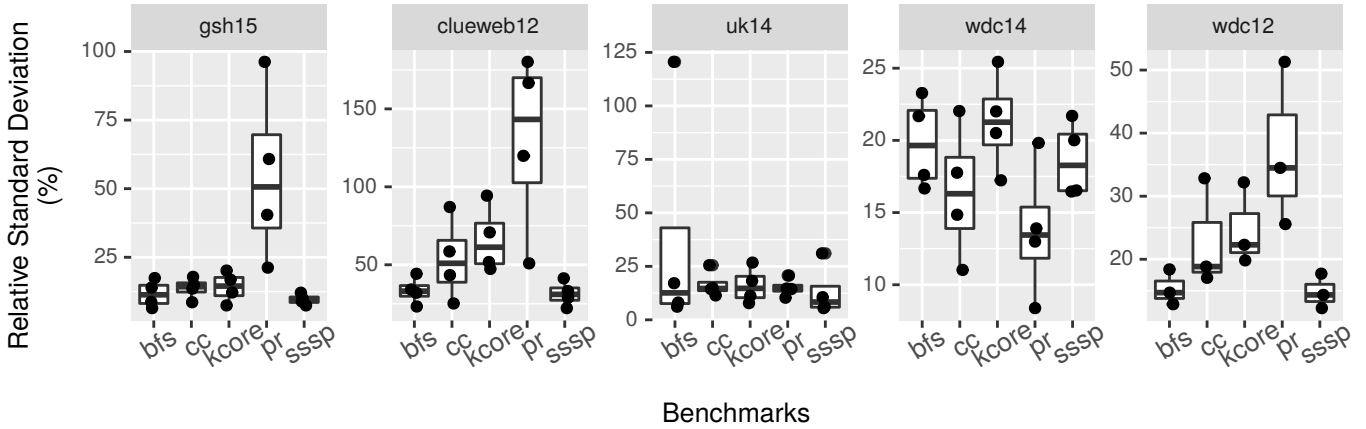 gsh15
clueweb12
uk14
wdc14
wdc12
Relative Standard Deviation
(%)
100
75
50
25
150
100
50
125
100
75
50
25
0
25
20
15
10
50
40
30
20
bfs
cc
kcore
pr
sssp
bfs
cc
kcore
pr
sssp
bfs
cc
kcore
pr
sssp
bfs
cc
kcore
pr
sssp
bfs
cc
kcore
pr
sssp
Benchmarks